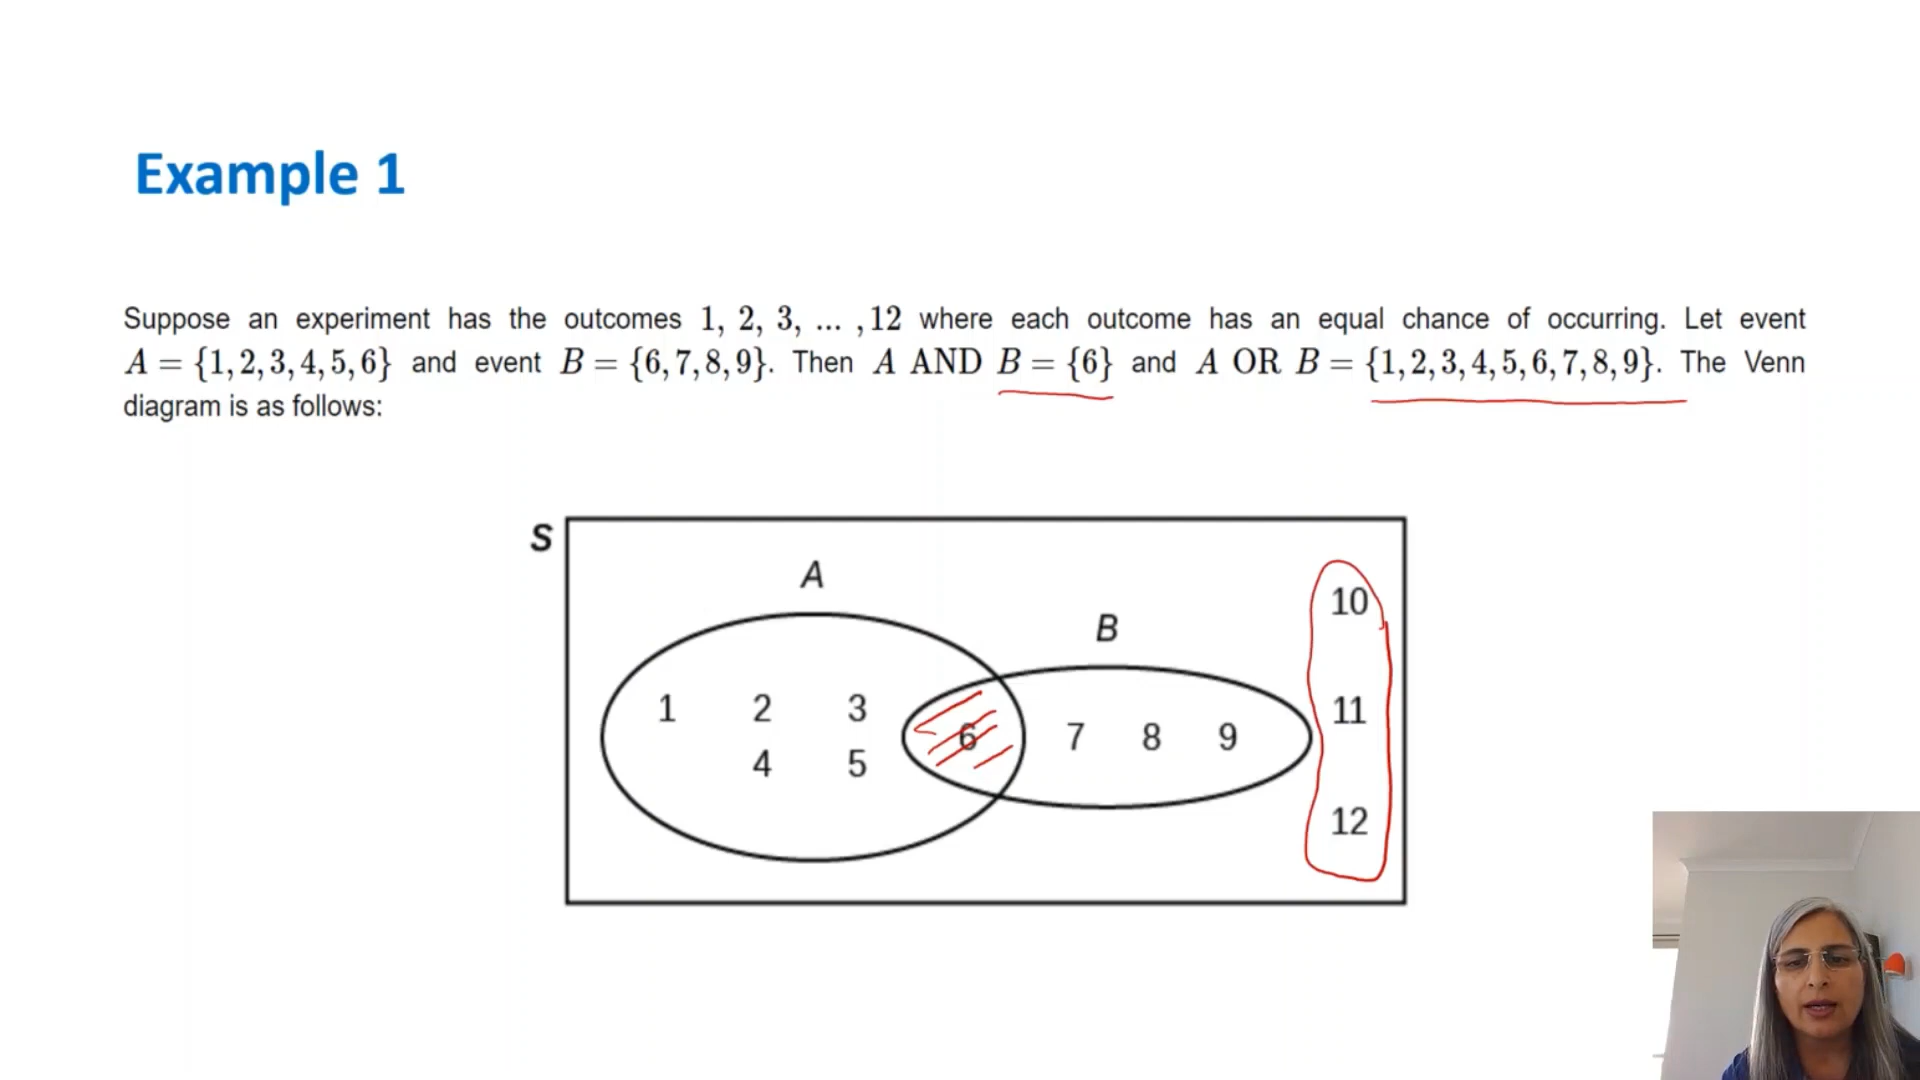 Example 1
Suppose an experiment has the outcomes 1, 2, 3, ... , 12 where each outcome has an equal chance of occurring. Let event
A = {1, 2, 3, 4, 5, 6} and event B = {6, 7, 8, 9}. Then A AND B = {6} and A OR B = {1, 2, 3, 4, 5, 6, 7, 8, 9}. The Venn
diagram is as follows:
S
A
B
10
1 2 3
4 5
6 7 8 9
11
12